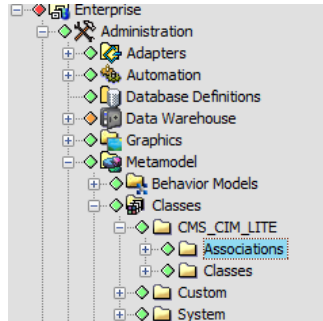 Enterprise
Administration
Adapters
Automation
Database Definitions
Data Warehouse
Graphics
Metamodel
Behavior Models
Classes
CMS_CIM_LITE
Associations
Classes
Custom
System